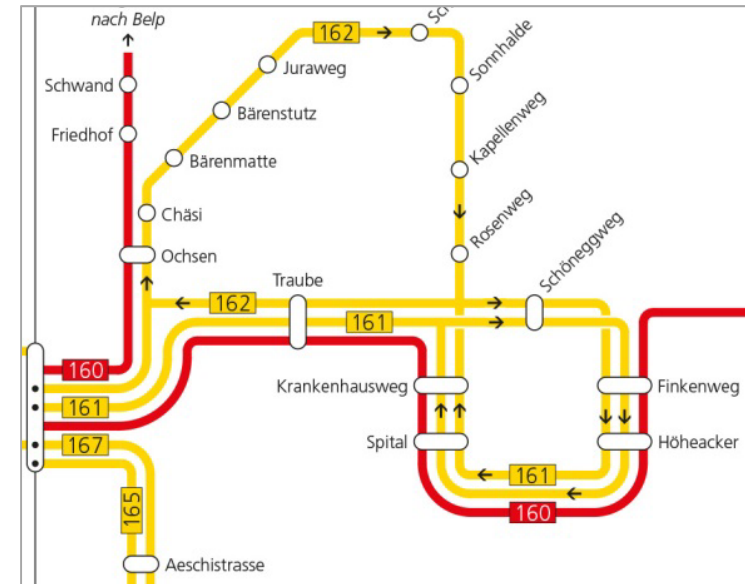 nach Belp
162
Sonnhalde
Juraweg
Schwand
Bärenstutz
Friedhof
Kapellenweg
Bärenmatte
Chäsi
Rosenweg
Ochsen
Schöneggweg
Traube
162
161
160
Krankenhausweg
Finkenweg
161
Spital
Höheacker
167
161
165
160
Aeschistrasse